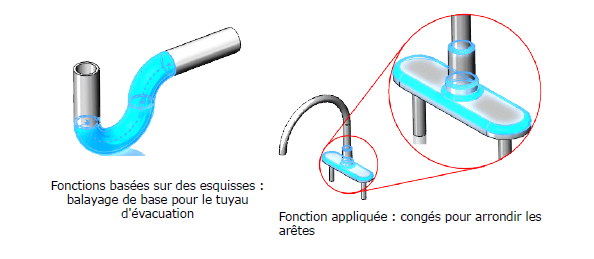 Fonctions basées sur des esquisses :
balayage de base pour le tuyau
d'évacuation
Fonction appliquée : congés pour arrondir les
arêtes